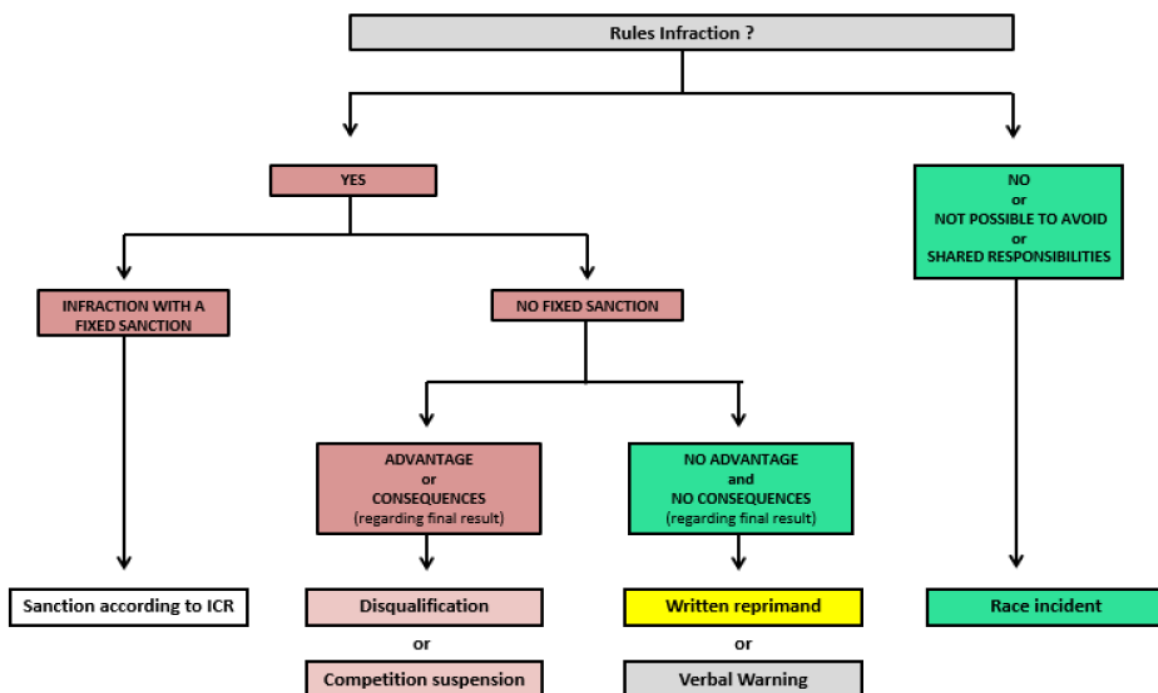 Rules Infraction ?
YES
NO
or
NOT POSSIBLE TO AVOID
or
SHARED RESPONSIBILITIES
INFRACTION WITH A
FIXED SANCTION
NO FIXED SANCTION
ADVANTAGE
or
CONSEQUENCES
(regarding final result)
NO ADVANTAGE
and
NO CONSEQUENCES
(regarding final result)
Sanction according to ICR
Disqualification
or
Competition suspension
Written reprimand
or
Verbal Warning
Race incident